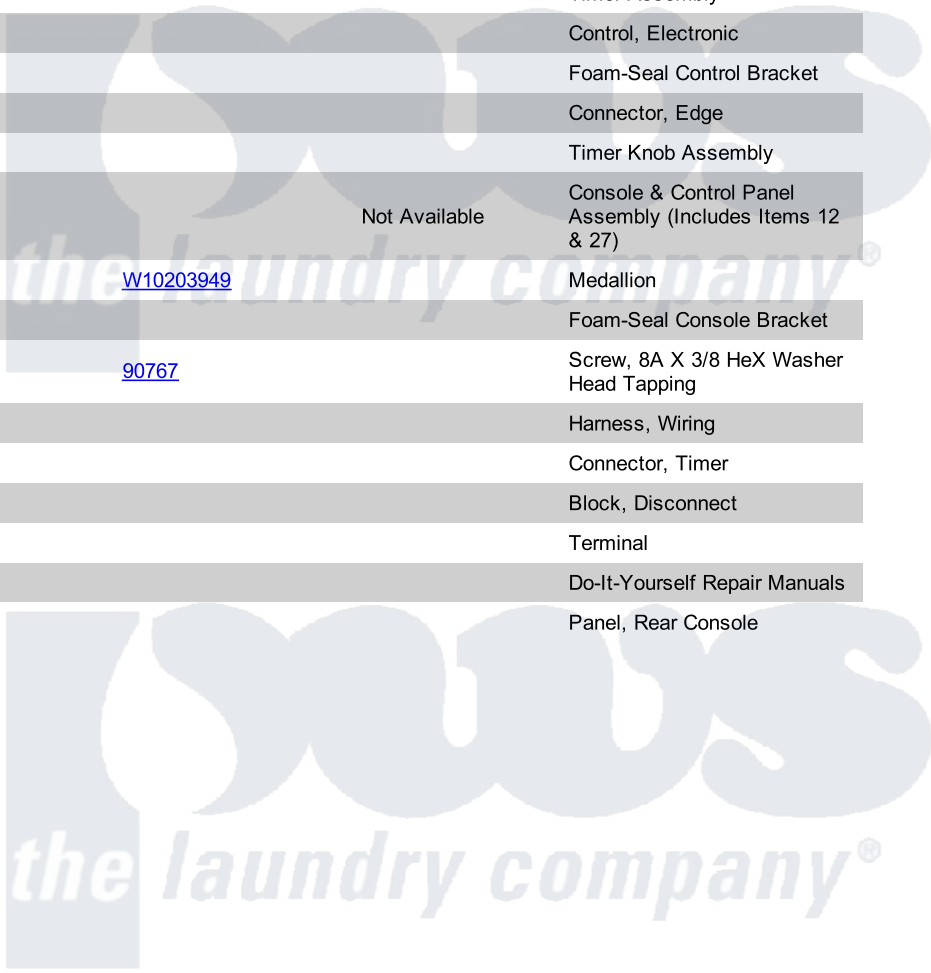 Control, Electronic
Foam-Seal Control Bracket
Connector, Edge
Timer Knob Assembly
Not Available
Console & Control Panel
Assembly (Includes Items 12
& 27)
W10203949
Medallion
Foam-Seal Console Bracket
90767
Screw, 8A X 3/8 HeX Washer
Head Tapping
Harness, Wiring
Connector, Timer
Block, Disconnect
Terminal
Do-It-Yourself Repair Manuals
Panel, Rear Console
pws
the laundry company®
pws
the laundry company®